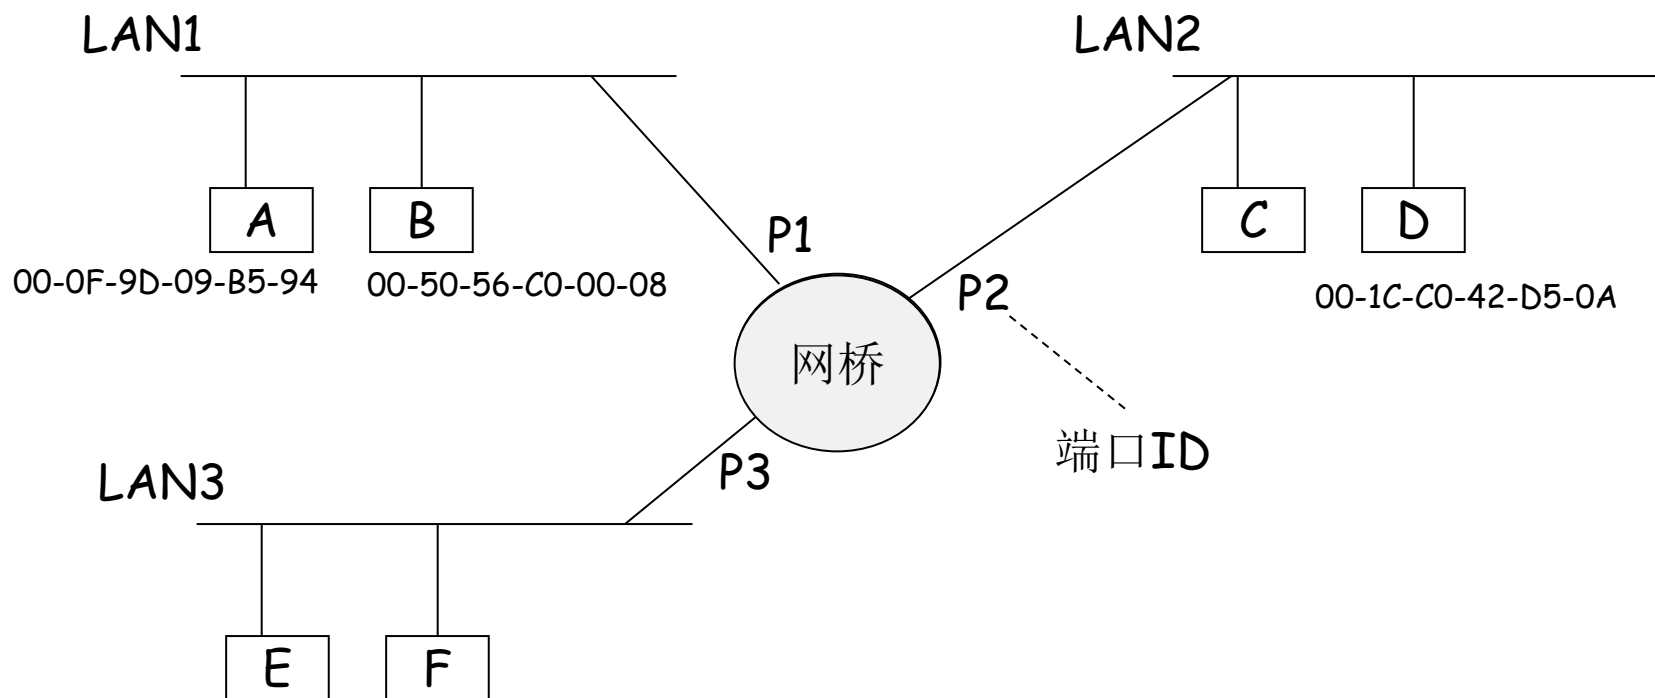 LAN1
LAN2
A
B
C
D
P1
00-0F-9D-09-B5-94
00-50-56-C0-00-08
P2
00-1C-C0-42-D5-0A
网桥
端口ID
P3
LAN3
E
F